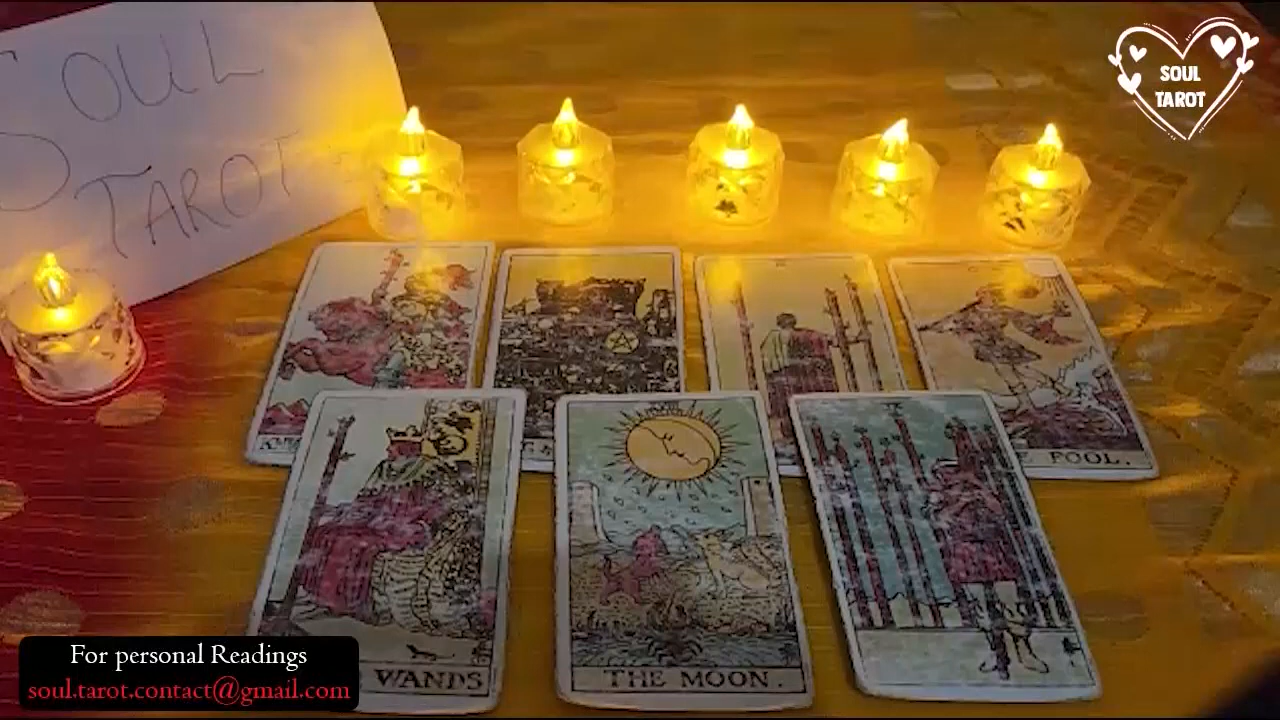 SOUL
TAROT
SOUL
TAROT
FOOL.
WANDS
THE MOON.
For personal Readings
soul.tarot.contact@gmail.com